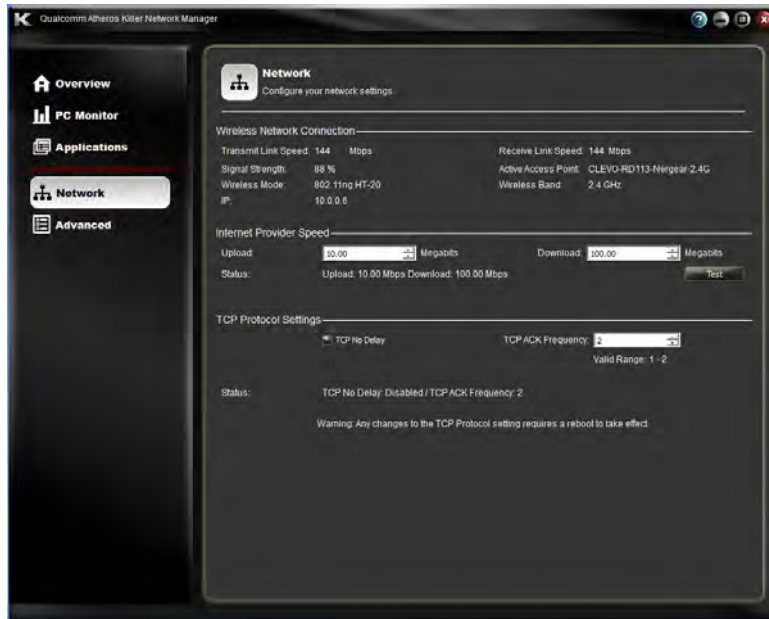 K Qualcomm Atheros Killer Network Manager
?
Overview
PC Monitor
Applications
Network
Advanced
Network
Configure your network settings
Wireless Network Connection
Transmit Link Speed: 144 Mbps
Receive Link Speed: 144 Mbps
Signal Strength: 88 %
Active Access Point: CLEVO-RD113-Nergear-2.4G
Wireless Mode: 802.11ng HT-20
Wireless Band: 2.4 GHz
IP: 10.0.0.6
Internet Provider Speed
Upload: 10.00 Megabits
Download: 100.00 Megabits
Status: Upload: 10.00 Mbps Download: 100.00 Mbps
Test
TCP Protocol Settings
TCP No Delay
TCP ACK Frequency: 2
Valid Range: 1 - 2
Status: TCP No Delay: Disabled / TCP ACK Frequency: 2
Warning: Any changes to the TCP Protocol setting requires a reboot to take effect